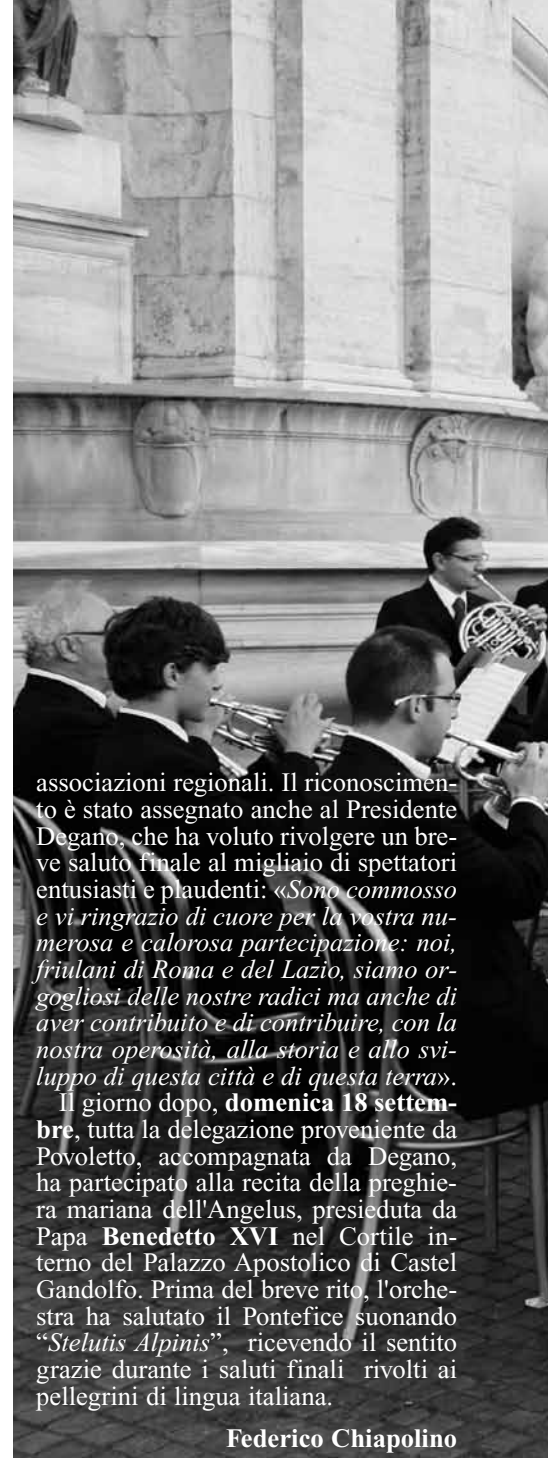 associazioni regionali. Il riconoscimen-
to è stato assegnato anche al Presidente
Degano, che ha voluto rivolgere un bre-
ve saluto finale al migliaio di spettatori
entusiasti e plaudenti: «Sono commosso
e vi ringrazio di cuore per la vostra nu-
merosa e calorosa partecipazione: noi,
friulani di Roma e del Lazio, siamo or-
gogliosi delle nostre radici ma anche di
aver contribuito e di contribuire, con la
nostra operosità, alla storia e allo svi-
luppo di questa città e di questa terra».
Il giorno dopo, domenica 18 settem-
bre, tutta la delegazione proveniente da
Povoletto, accompagnata da Degano,
ha partecipato alla recita della preghie-
ra mariana dell'Angelus, presieduta da
Papa Benedetto XVI nel Cortile in-
terno del Palazzo Apostolico di Castel
Gandolfo. Prima del breve rito, l'orche-
stra ha salutato il Pontefice suonando
“Stelutis Alpinis”, ricevendo il sentito
grazie durante i saluti finali rivolti ai
pellegrini di lingua italiana.
Federico Chiapolino